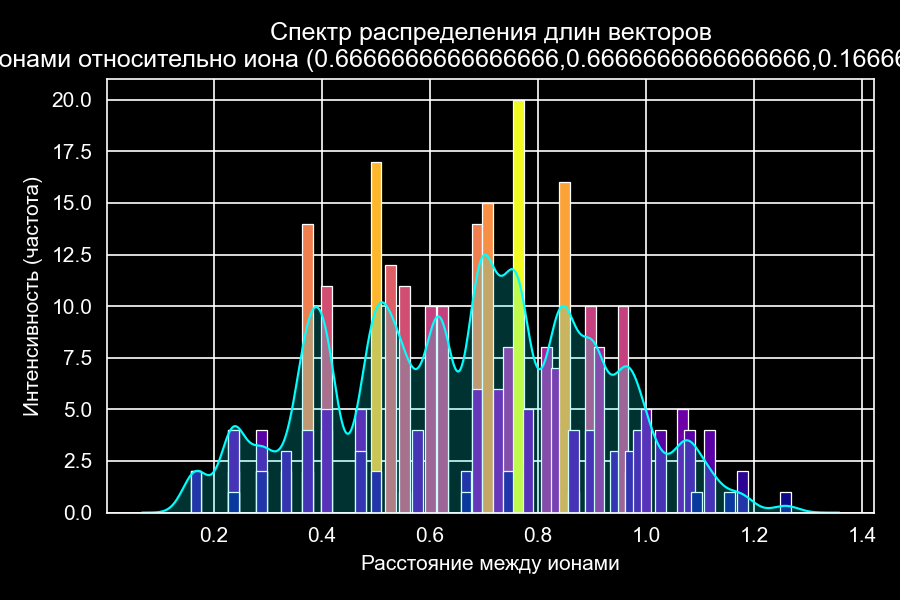 Спектр распределения длин векторов
онами относительно иона (0.6666666666666666,0.6666666666666666,0.16666
20.0
17.5
15.0
12.5
10.0
7.5
5.0
2.5
0.0
Интенсивность (частота)
0.2 0.4 0.6 0.8 1.0 1.2 1.4
Расстояние между ионами